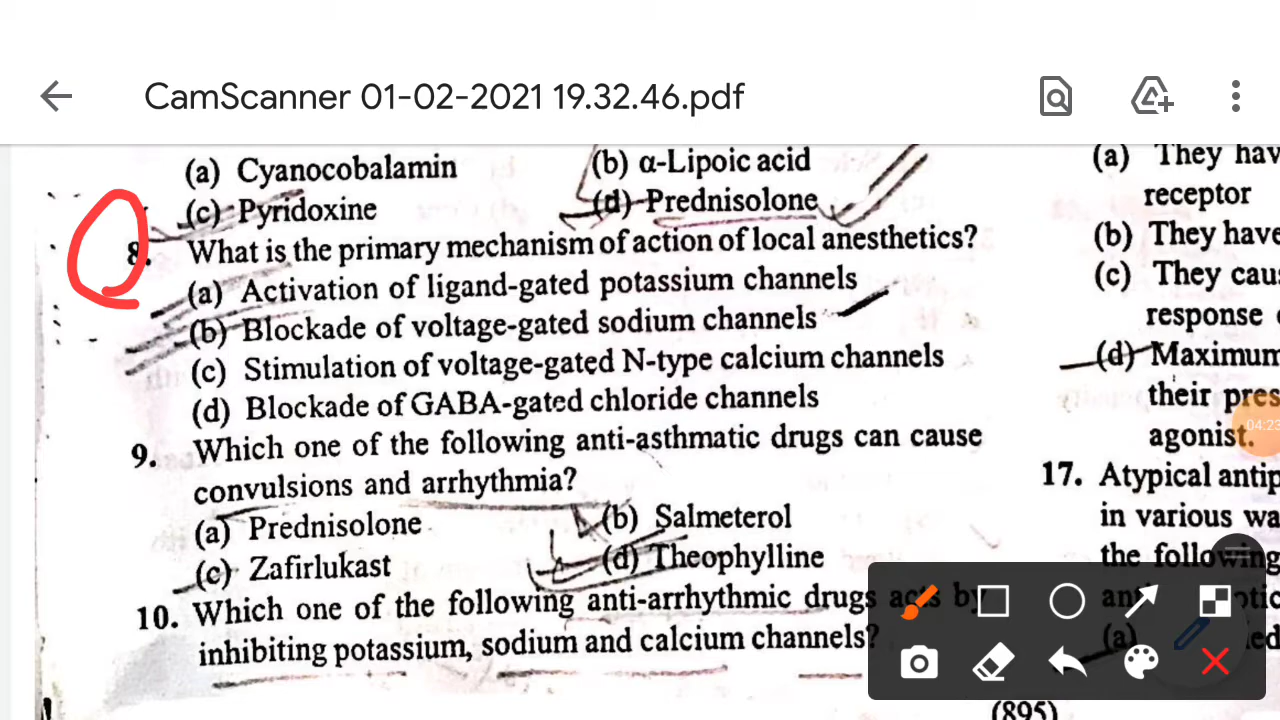 CamScanner 01-02-2021 19.32.46.pdf
(a) Cyanocobalamin (b) α-Lipoic acid
(c) Pyridoxine (d) Prednisolone
8. What is the primary mechanism of action of local anesthetics?
(a) Activation of ligand-gated potassium channels
(b) Blockade of voltage-gated sodium channels
(c) Stimulation of voltage-gated N-type calcium channels
(d) Blockade of GABA-gated chloride channels
9. Which one of the following anti-asthmatic drugs can cause
convulsions and arrhythmia?
(a) Prednisolone (b) Salmeterol
(c) Zafirlukast (d) Theophylline
10. Which one of the following anti-arrhythmic drugs acts by
inhibiting potassium, sodium and calcium channels?
(a) They hav
receptor
(b) They have
(c) They cau
response
(d) Maximum
their pres
agonist.
04:23
17. Atypical antip
in various wa
the following
(a)
(895)